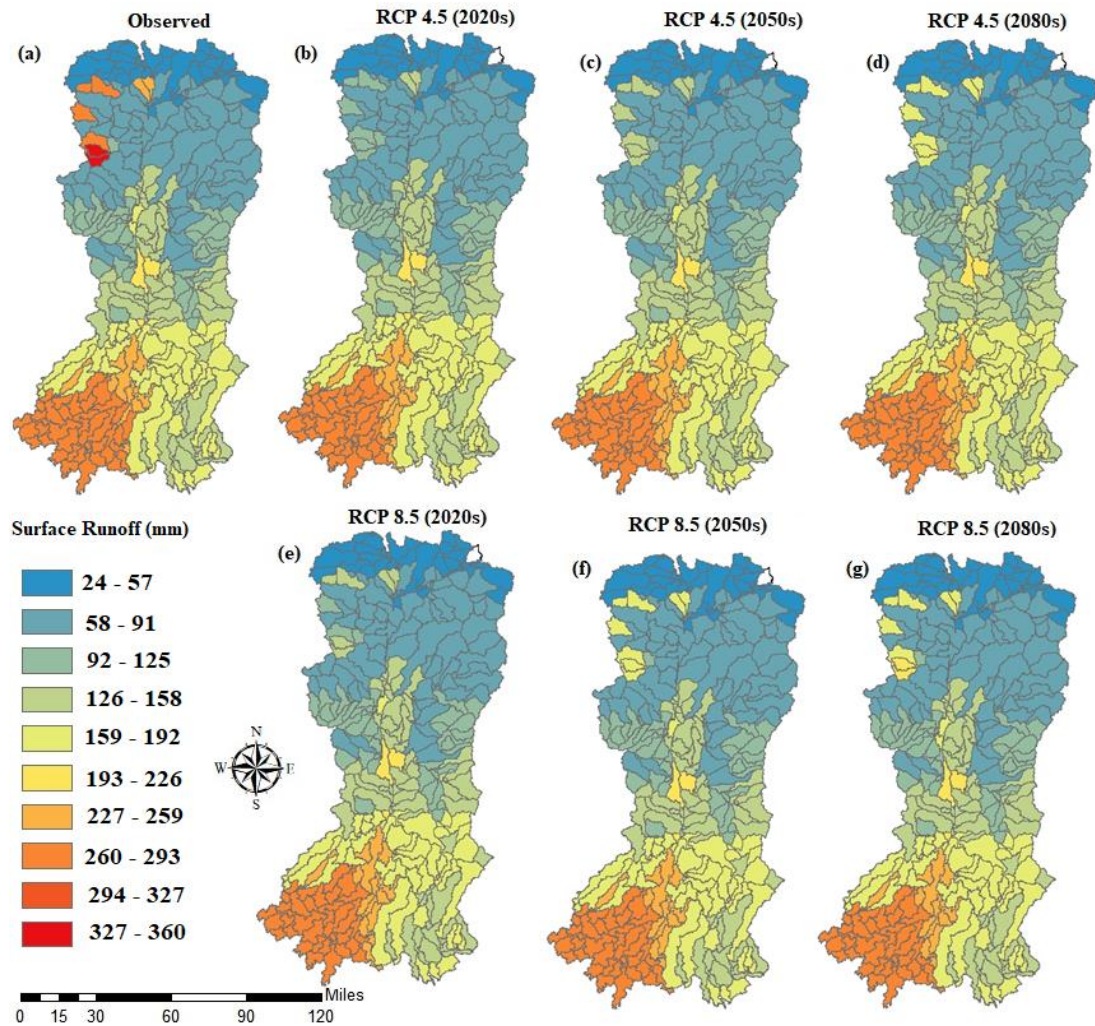 Observed
RCP 4.5 (2020s)
RCP 4.5 (2050s)
RCP 4.5 (2080s)
(a)
(b)
(c)
(d)
Surface Runoff (mm)
24 - 57
58 - 91
92 - 125
126 - 158
159 - 192
193 - 226
227 - 259
260 - 293
294 - 327
327 - 360
RCP 8.5 (2020s)
RCP 8.5 (2050s)
RCP 8.5 (2080s)
(e)
(f)
(g)
N
W E
S
Miles
0 15 30 60 90 120